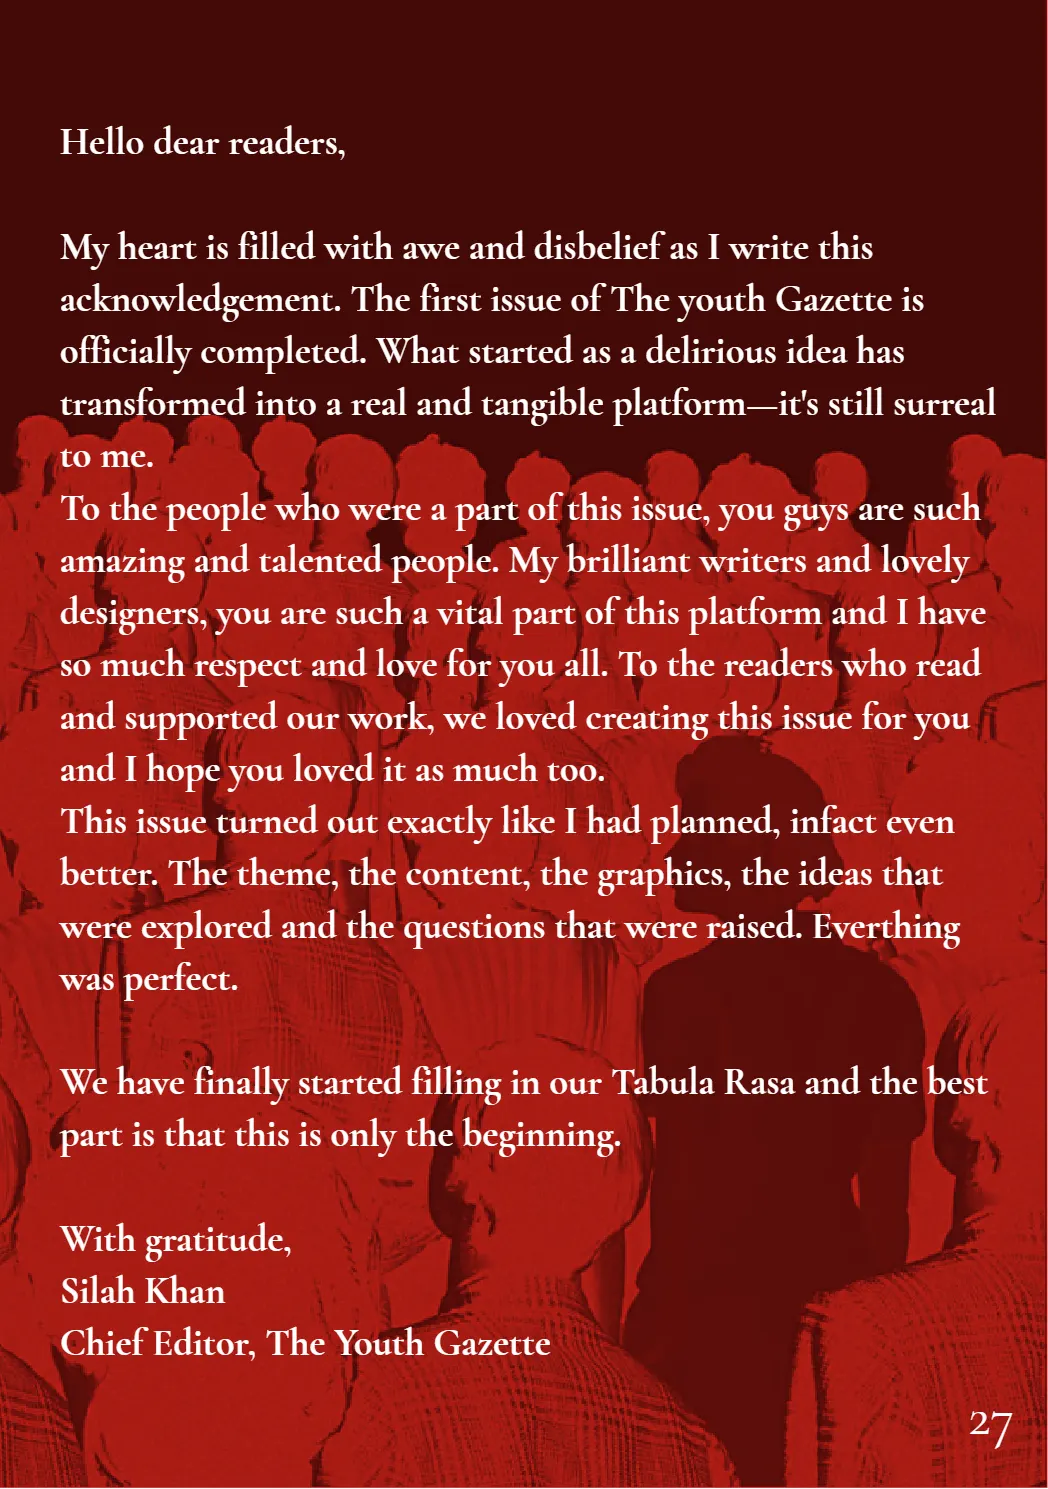 Hello dear readers,
My heart is filled with awe and disbelief as I write this
acknowledgement. The first issue of The youth Gazette is
officially completed. What started as a delirious idea has
transformed into a real and tangible platform—it's still surreal
to me.
To the people who were a part of this issue, you guys are such
amazing and talented people. My brilliant writers and lovely
designers, you are such a vital part of this platform and I have
so much respect and love for you all. To the readers who read
and supported our work, we loved creating this issue for you
and I hope you loved it as much too.
This issue turned out exactly like I had planned, infact even
better. The theme, the content, the graphics, the ideas that
were explored and the questions that were raised. Everthing
was perfect.
We have finally started filling in our Tabula Rasa and the best
part is that this is only the beginning.
With gratitude,
Silah Khan
Chief Editor, The Youth Gazette
27